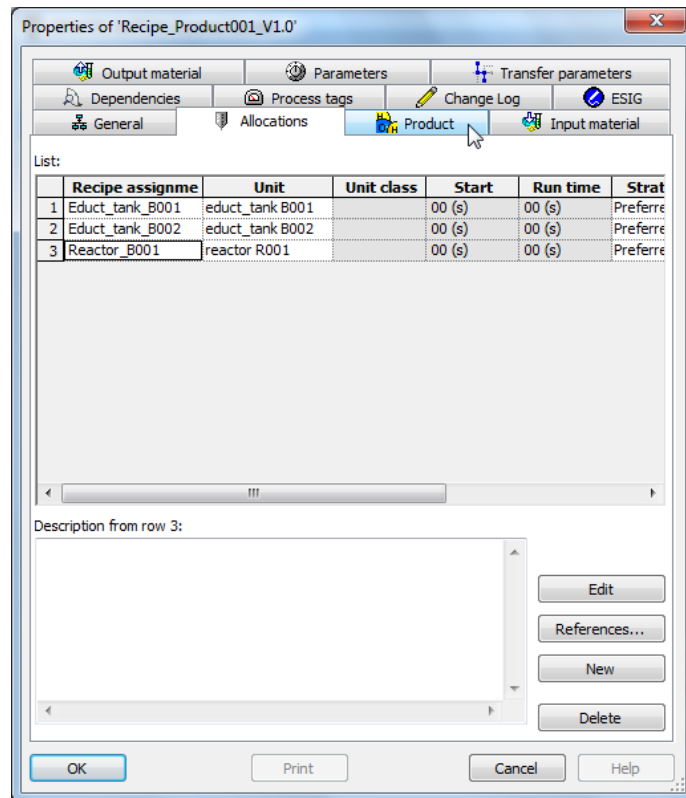 Properties of 'Recipe_Product001_V1.0'
Output material Parameters Transfer parameters
Dependencies Process tags Change Log ESIG
General Allocations Product Input material
List:
Recipe assignme Unit Unit class Start Run time Strat
1 Educt_tank_B001 educt_tank B001 00 (s) 00 (s) Preferre
2 Educt_tank_B002 educt_tank B002 00 (s) 00 (s) Preferre
3 Reactor_B001 reactor R001 00 (s) 00 (s) Preferre
Description from row 3:
Edit
References...
New
Delete
OK Print Cancel Help